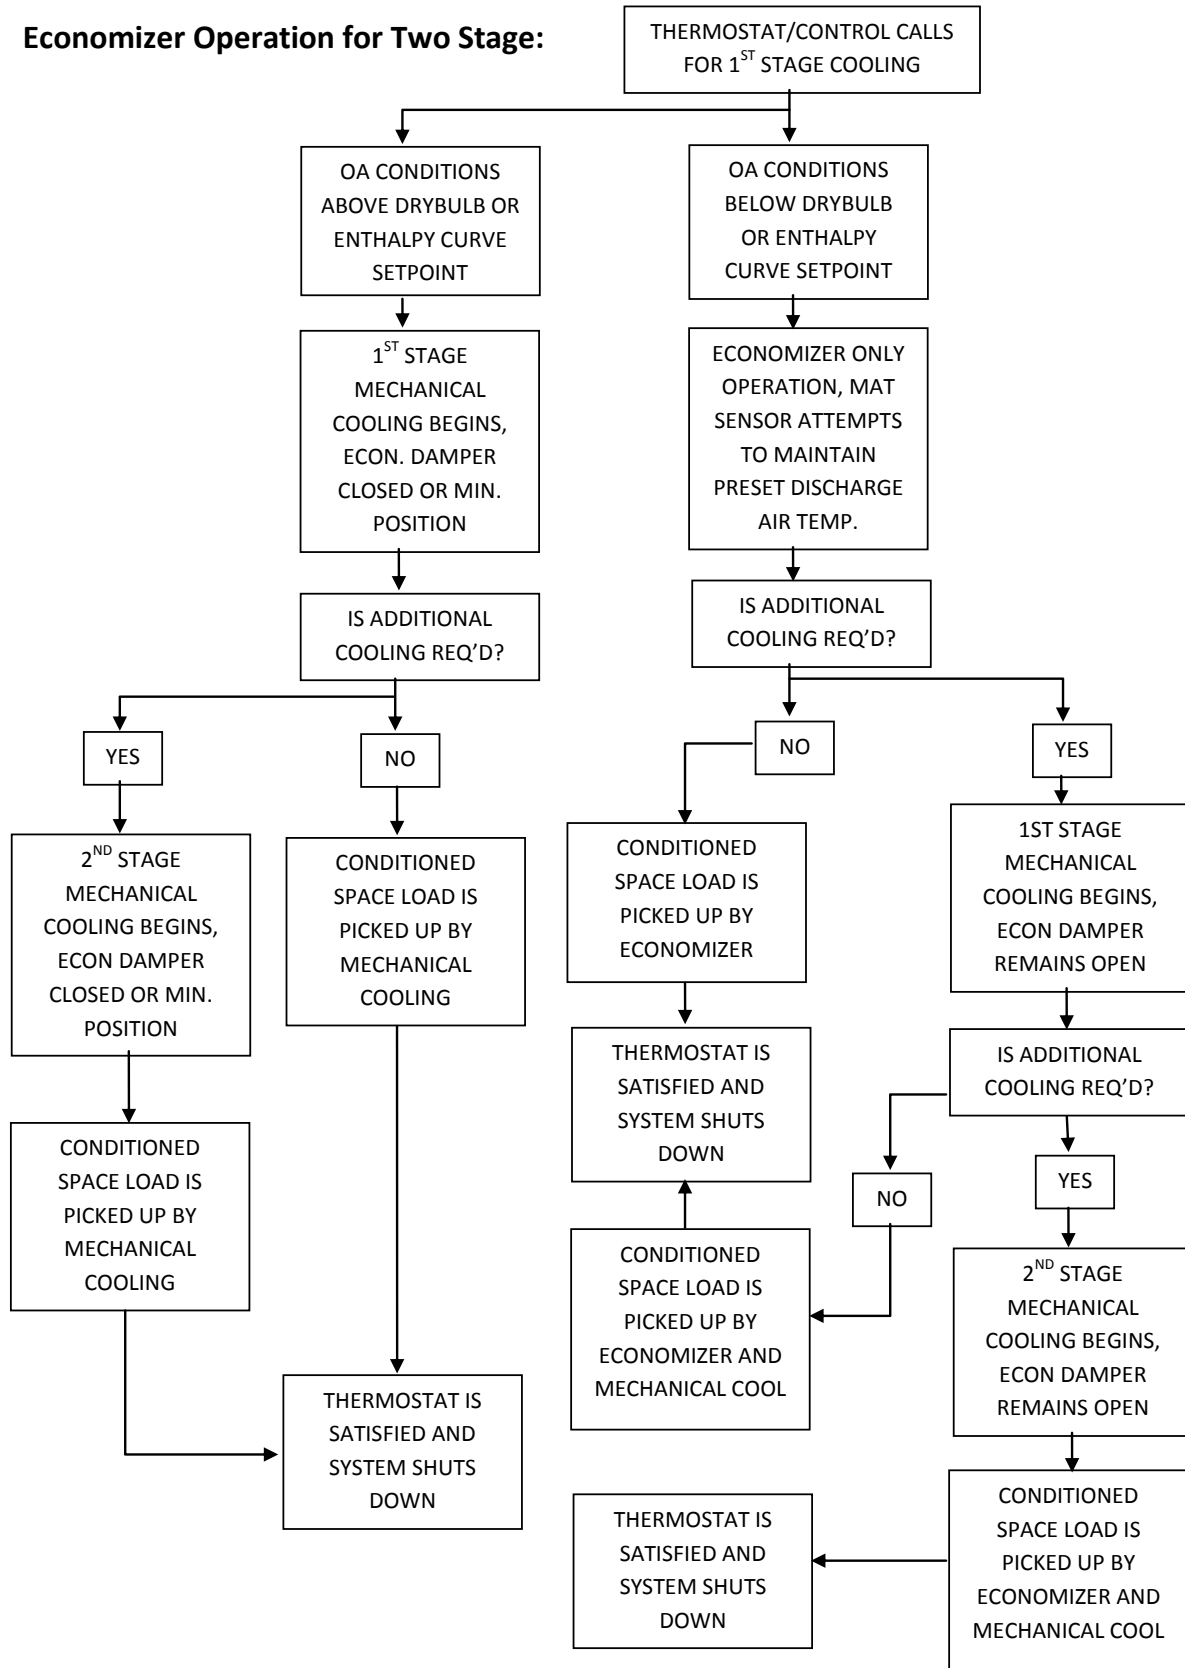 Economizer Operation for Two Stage:
THERMOSTAT/CONTROL CALLS
FOR 1ST STAGE COOLING
OA CONDITIONS
ABOVE DRYBULB OR
ENTHALPY CURVE
SETPOINT
OA CONDITIONS
BELOW DRYBULB
OR ENTHALPY
CURVE SETPOINT
1ST STAGE
MECHANICAL
COOLING BEGINS,
ECON. DAMPER
CLOSED OR MIN.
POSITION
ECONOMIZER ONLY
OPERATION, MAT
SENSOR ATTEMPTS
TO MAINTAIN
PRESET DISCHARGE
AIR TEMP.
IS ADDITIONAL
COOLING REQ’D?
IS ADDITIONAL
COOLING REQ’D?
YES
NO
NO
YES
2ND STAGE
MECHANICAL
COOLING BEGINS,
ECON DAMPER
CLOSED OR MIN.
POSITION
CONDITIONED
SPACE LOAD IS
PICKED UP BY
MECHANICAL
COOLING
CONDITIONED
SPACE LOAD IS
PICKED UP BY
ECONOMIZER
1ST STAGE
MECHANICAL
COOLING BEGINS,
ECON DAMPER
REMAINS OPEN
THERMOSTAT IS
SATISFIED AND
SYSTEM SHUTS
DOWN
IS ADDITIONAL
COOLING REQ’D?
CONDITIONED
SPACE LOAD IS
PICKED UP BY
MECHANICAL
COOLING
NO
YES
CONDITIONED
SPACE LOAD IS
PICKED UP BY
ECONOMIZER AND
MECHANICAL COOL
2ND STAGE
MECHANICAL
COOLING BEGINS,
ECON DAMPER
REMAINS OPEN
THERMOSTAT IS
SATISFIED AND
SYSTEM SHUTS
DOWN
THERMOSTAT IS
SATISFIED AND
SYSTEM SHUTS
DOWN
CONDITIONED
SPACE LOAD IS
PICKED UP BY
ECONOMIZER AND
MECHANICAL COOL